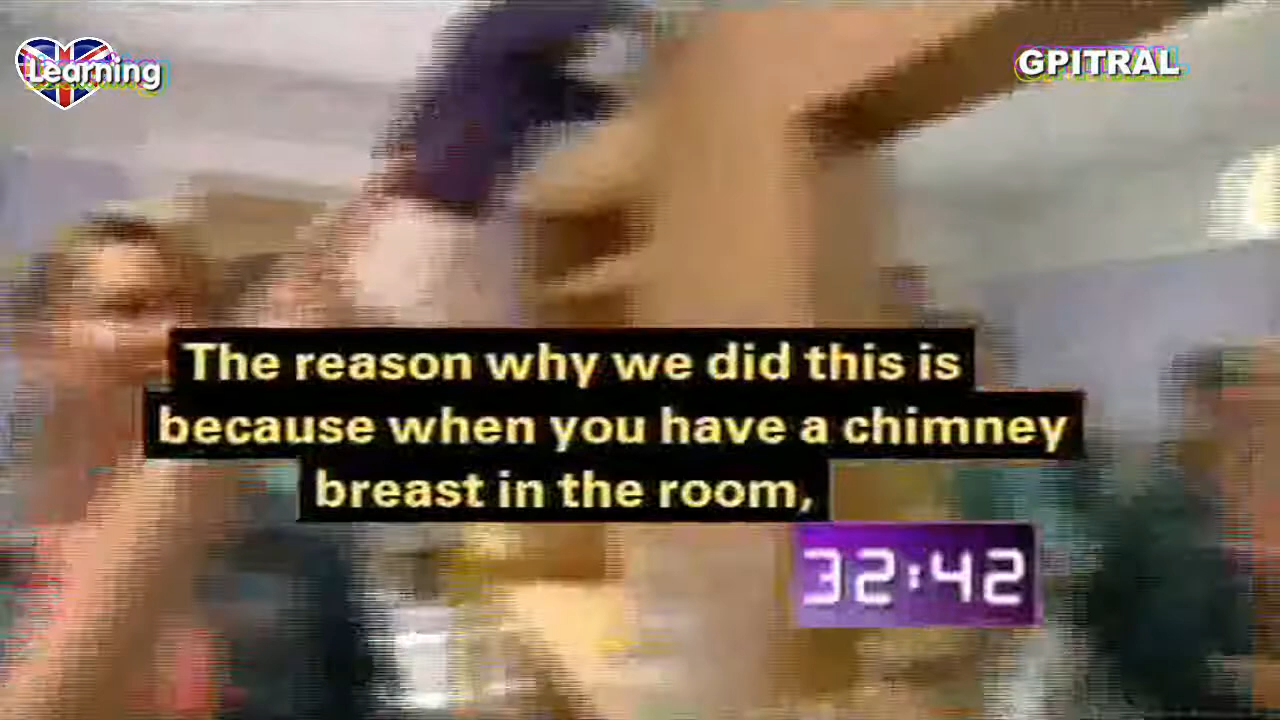 Learning
GPITRAL
The reason why we did this is
because when you have a chimney
breast in the room,
32:42